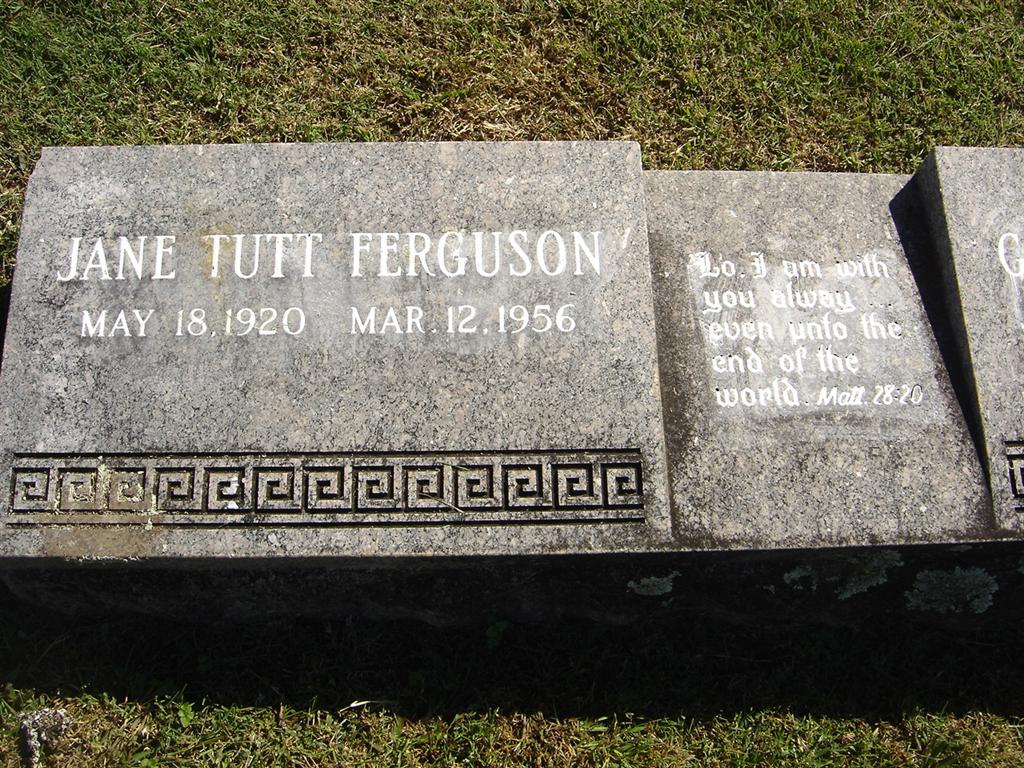 JANE TUTT FERGUSON
MAY 18, 1920 MAR. 12, 1956
Lo, I am with
you alway ...
even unto the
end of the
world. Matt. 28:20
G